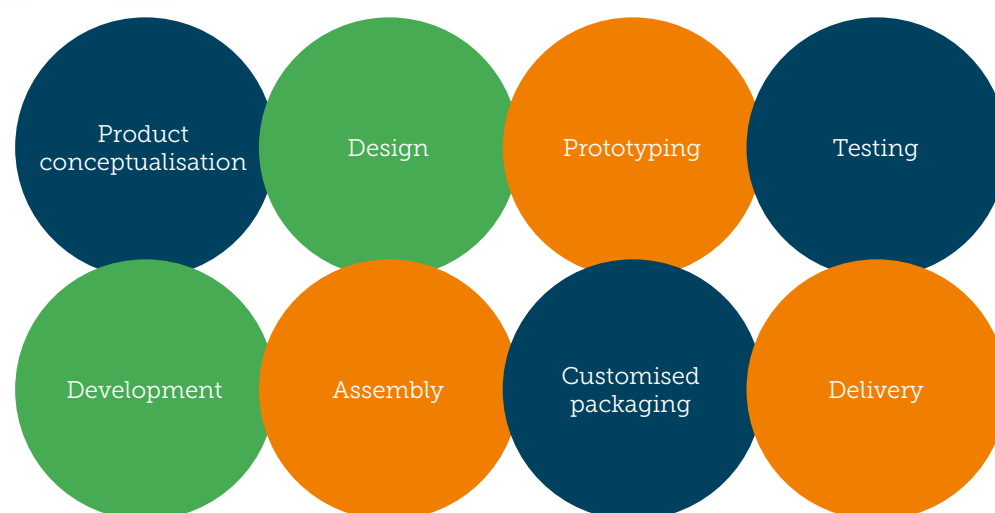 Product
conceptualisation
Design
Prototyping
Testing
Development
Assembly
Customised
packaging
Delivery